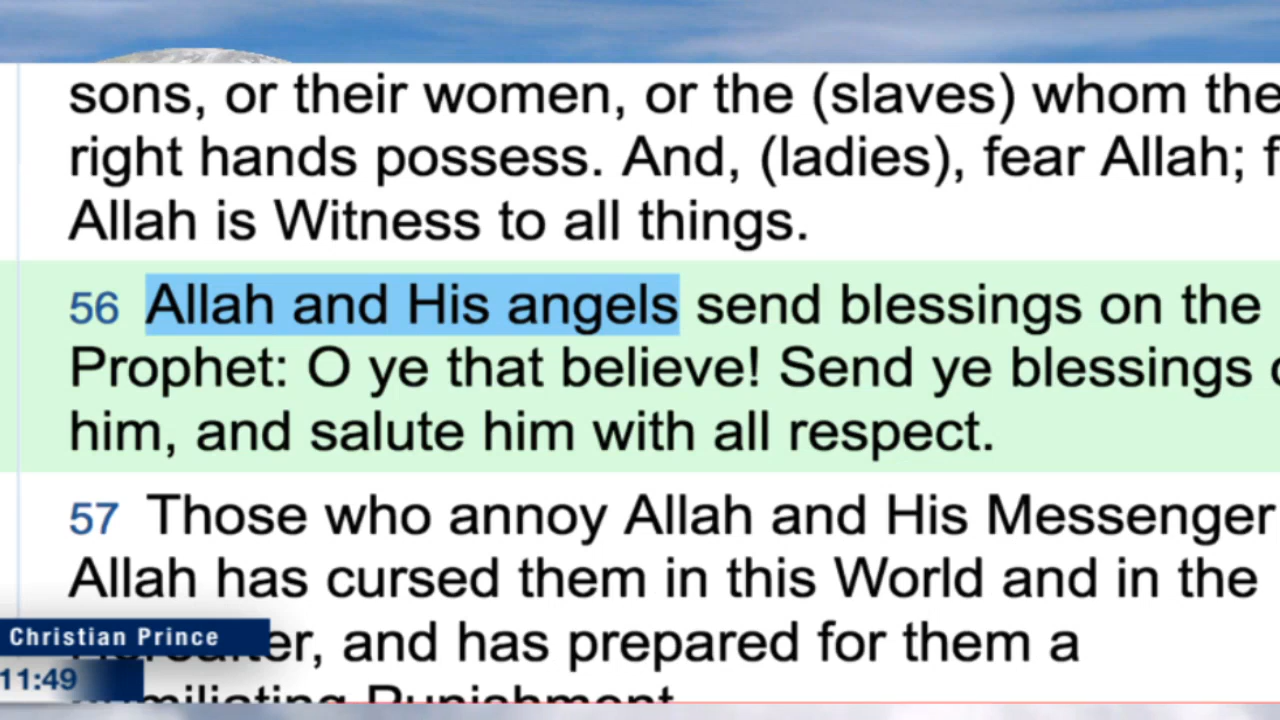 sons, or their women, or the (slaves) whom the
right hands possess. And, (ladies), fear Allah; f
Allah is Witness to all things.
56 Allah and His angels send blessings on the
Prophet: O ye that believe! Send ye blessings
him, and salute him with all respect.
57 Those who annoy Allah and His Messenger
Allah has cursed them in this World and in the
Hereafter, and has prepared for them a
Christian Prince
11:49
Punishment